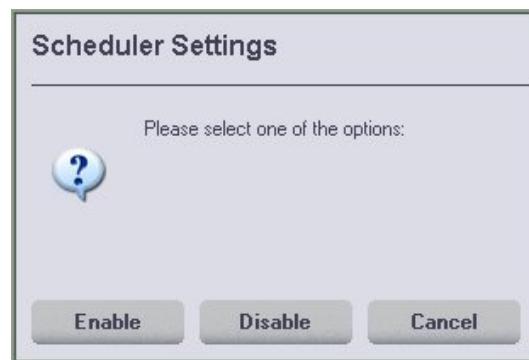 Scheduler Settings
Please select one of the options:
?
Enable Disable Cancel